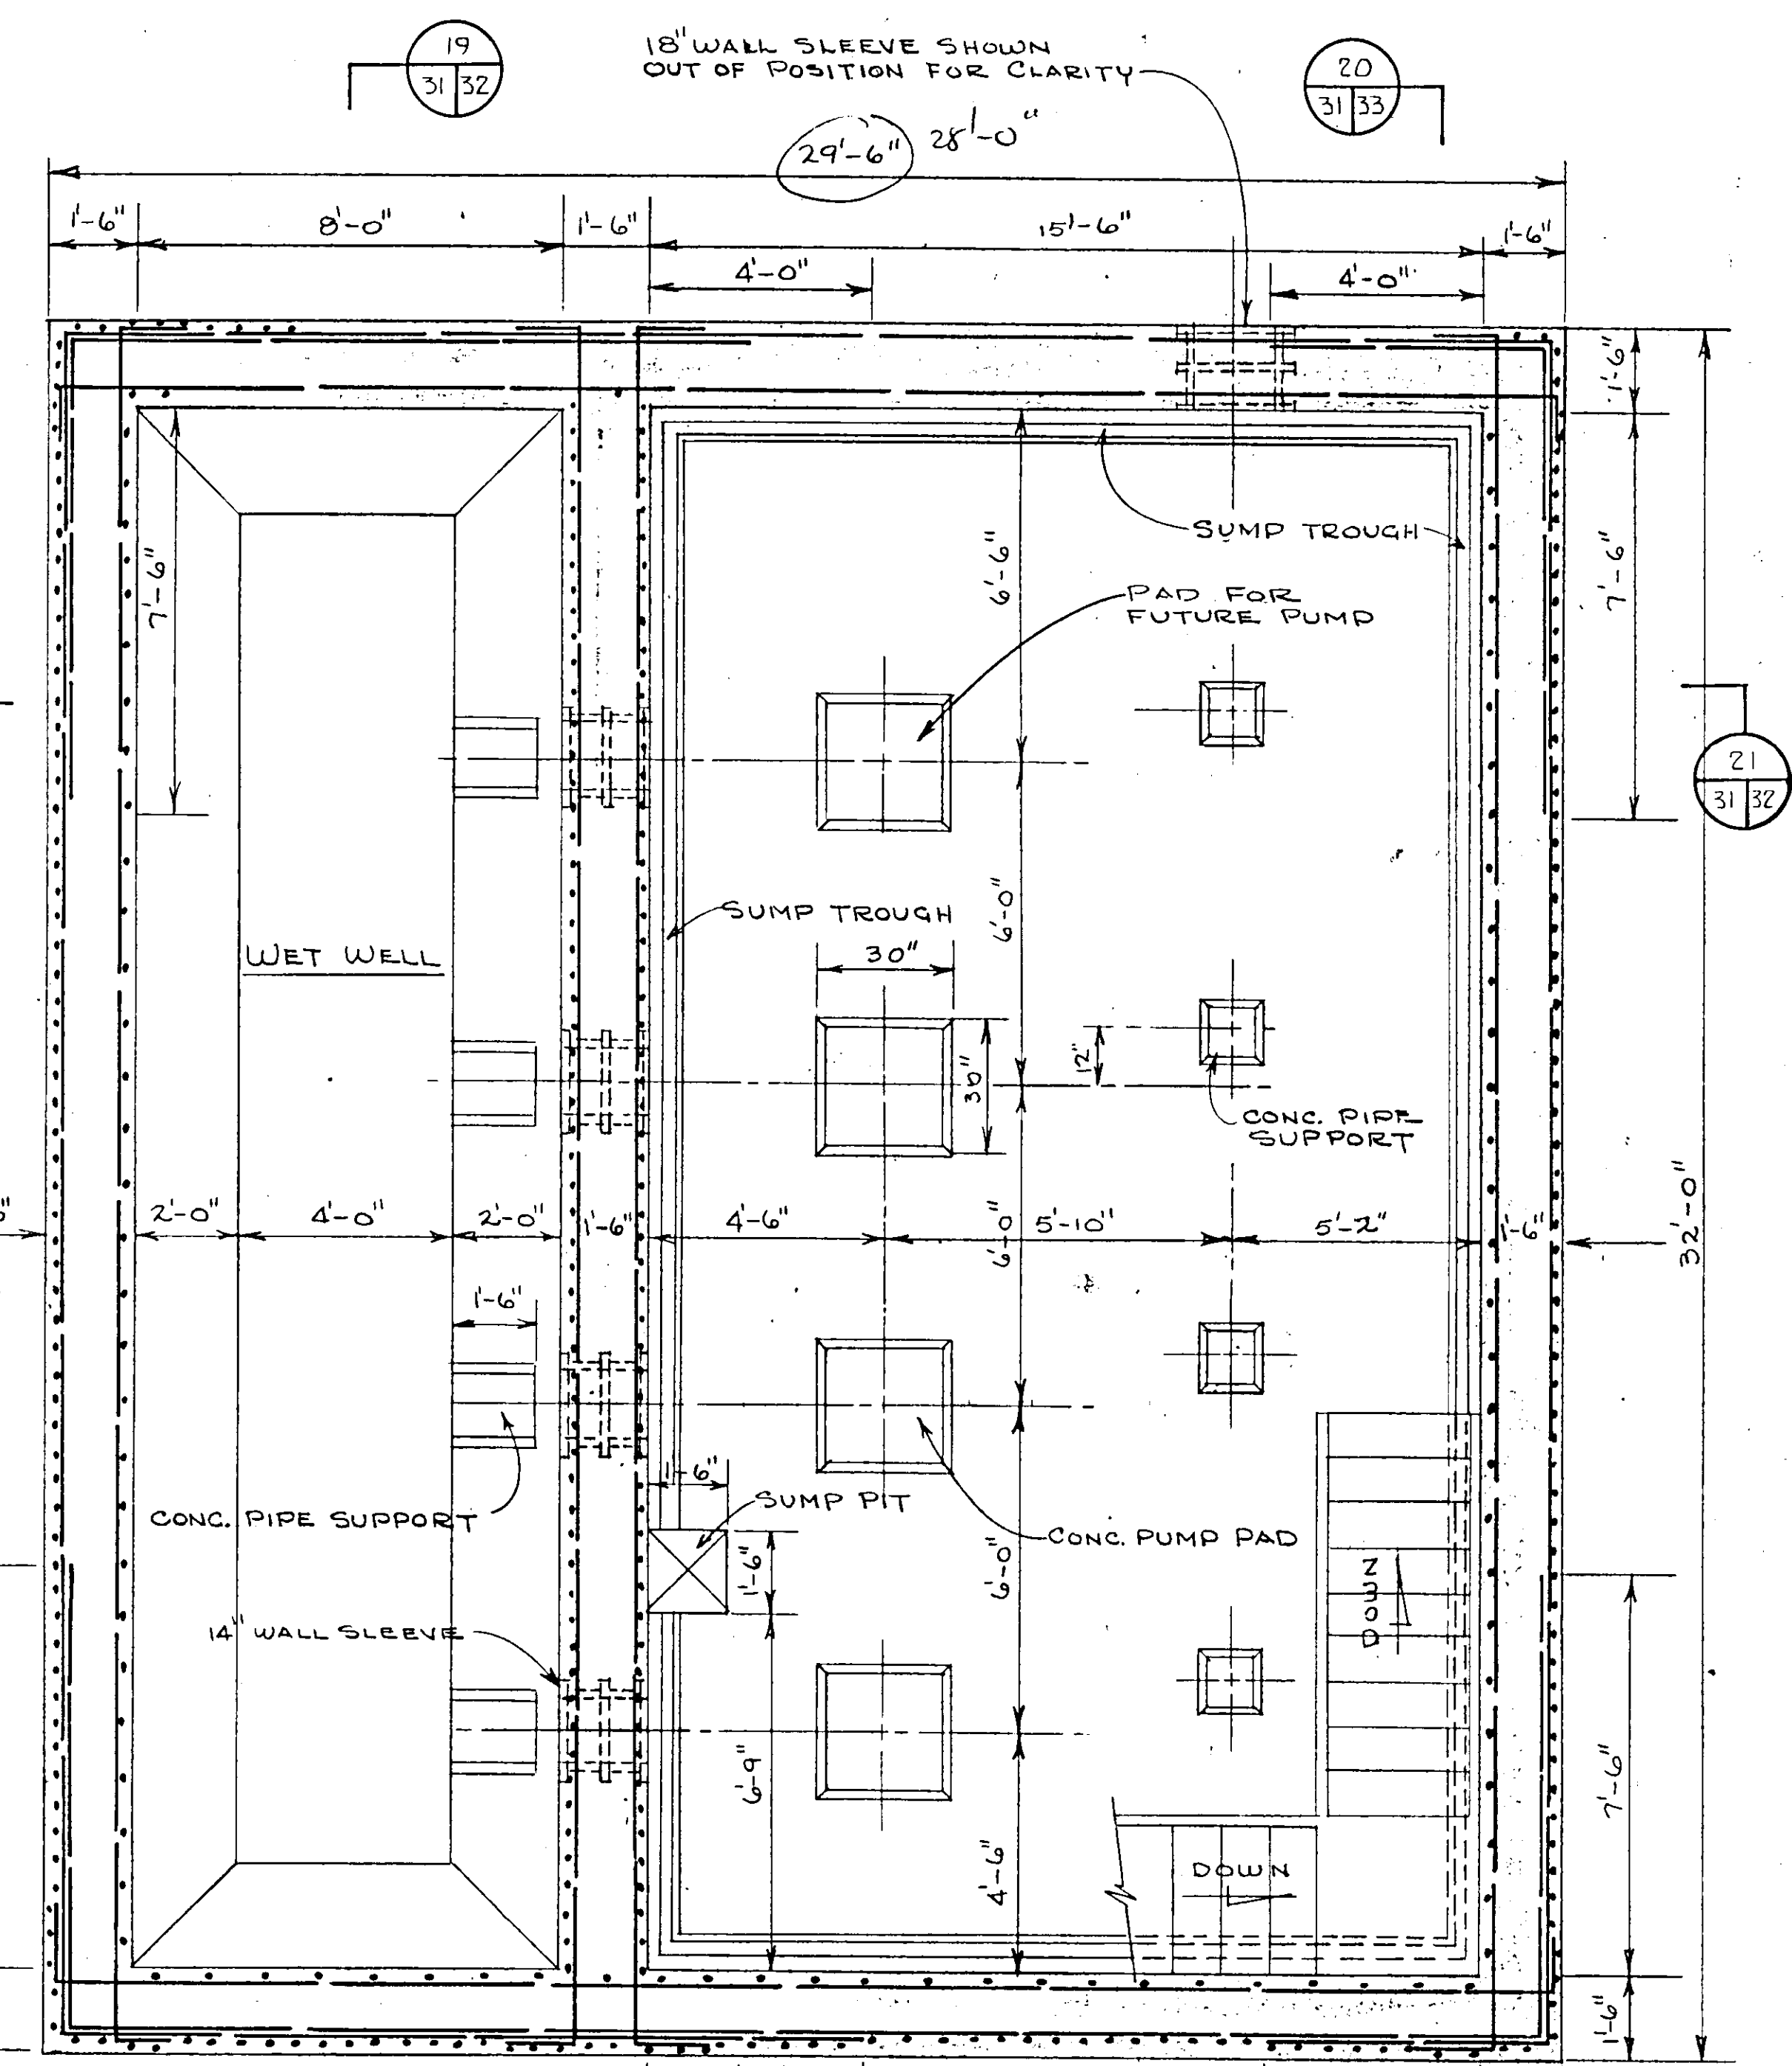 19
31 32
18" WALL SLEEVE SHOWN
OUT OF POSITION FOR CLARITY
20
31 33
29'-6" 28'-0"
1'-6" 8'-0" 1'-6" 15'-6" 1'-6"
4'-0" 4'-0"
1'-6"
7'-6"
7'-6"
6'-6"
SUMP TROUGH
PAD FOR
FUTURE PUMP
21
31 32
SUMP TROUGH
6'-0"
30"
WET WELL
30"
12"
CONC. PIPE
SUPPORT
32'-0"
2'-0" 4'-0" 2'-0" 1'-6" 4'-6" 6'-0" 5'-10" 5'-2" 1'-6"
1'-6"
1'-6"
SUMP PIT
CONC. PIPE SUPPORT
CONC. PUMP PAD
1'-6"
6'-0"
DOWN
14" WALL SLEEVE
6'-9"
7'-6"
4'-6"
DOWN
1'-6"